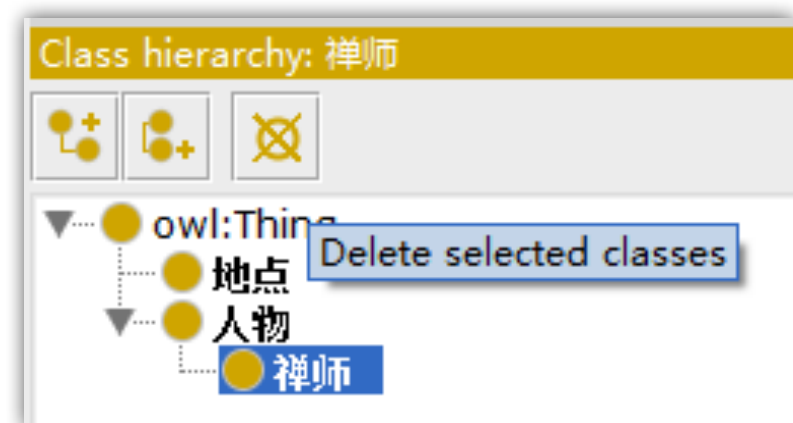 Class hierarchy: 禅师
owl:Thing
Delete selected classes
地点
人物
禅师